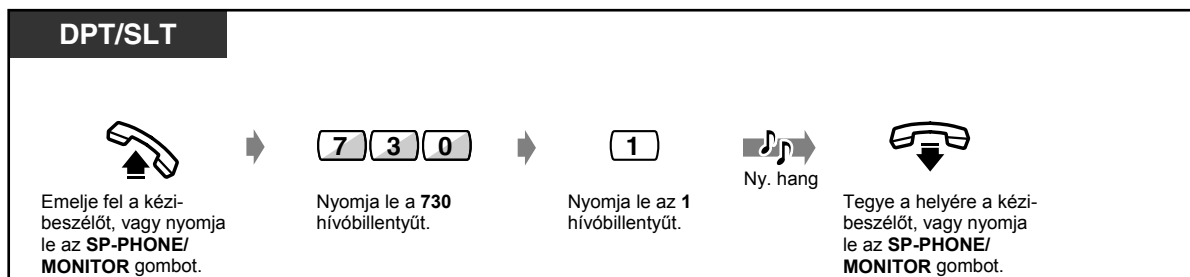 DPT/SLT
7 3 0
1
Ny. hang
Emelje fel a kézi-
beszélőt, vagy nyomja
le az SP-PHONE/
MONITOR gombot.
Nyomja le a 730
hívóbillentyűt.
Nyomja le az 1
hívóbillentyűt.
Tegye a helyére a kézi-
beszélőt, vagy nyomja
le az SP-PHONE/
MONITOR gombot.